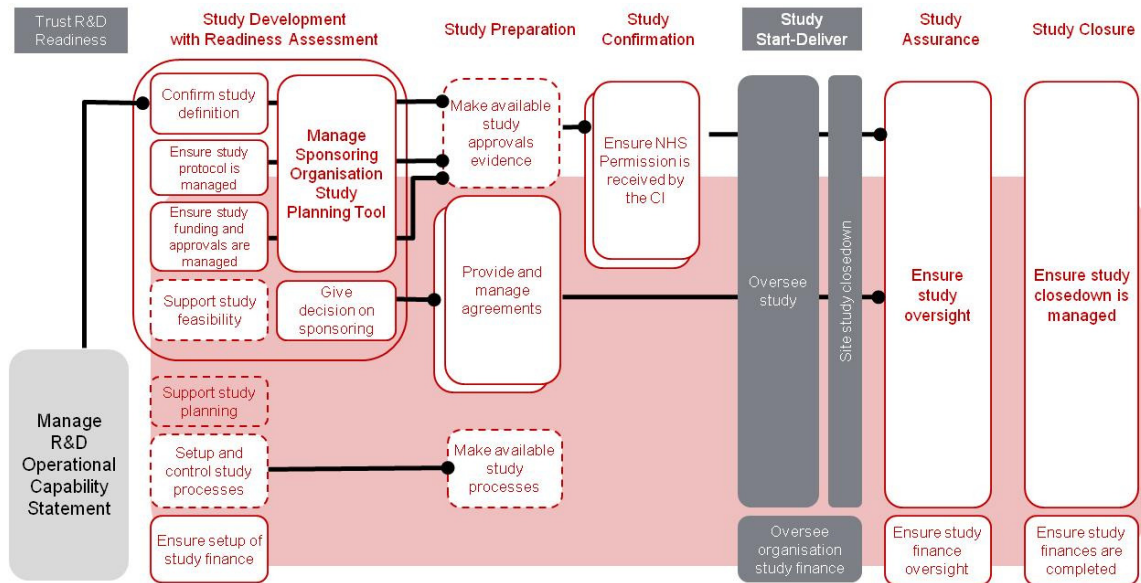 Trust R&D
Readiness
Study Development
with Readiness Assessment
Study Preparation
Study
Confirmation
Study
Start-Deliver
Study
Assurance
Study Closure
Confirm study
definition
Ensure study
protocol is
managed
Ensure study
funding and
approvals are
managed
Support study
feasibility
Manage
Sponsoring
Organisation
Study
Planning Tool
Give
decision on
sponsoring
Make available
study
approvals
evidence
Provide and
manage
agreements
Ensure NHS
Permission is
received by
the CI
Oversee
study
Site study closedown
Ensure
study
oversight
Ensure study
closedown is
managed
Manage
R&D
Operational
Capability
Statement
Support study
planning
Setup and
control study
processes
Make available
study
processes
Ensure setup of
study finance
Oversee
organisation
study finance
Ensure study
finance
oversight
Ensure study
finances are
completed